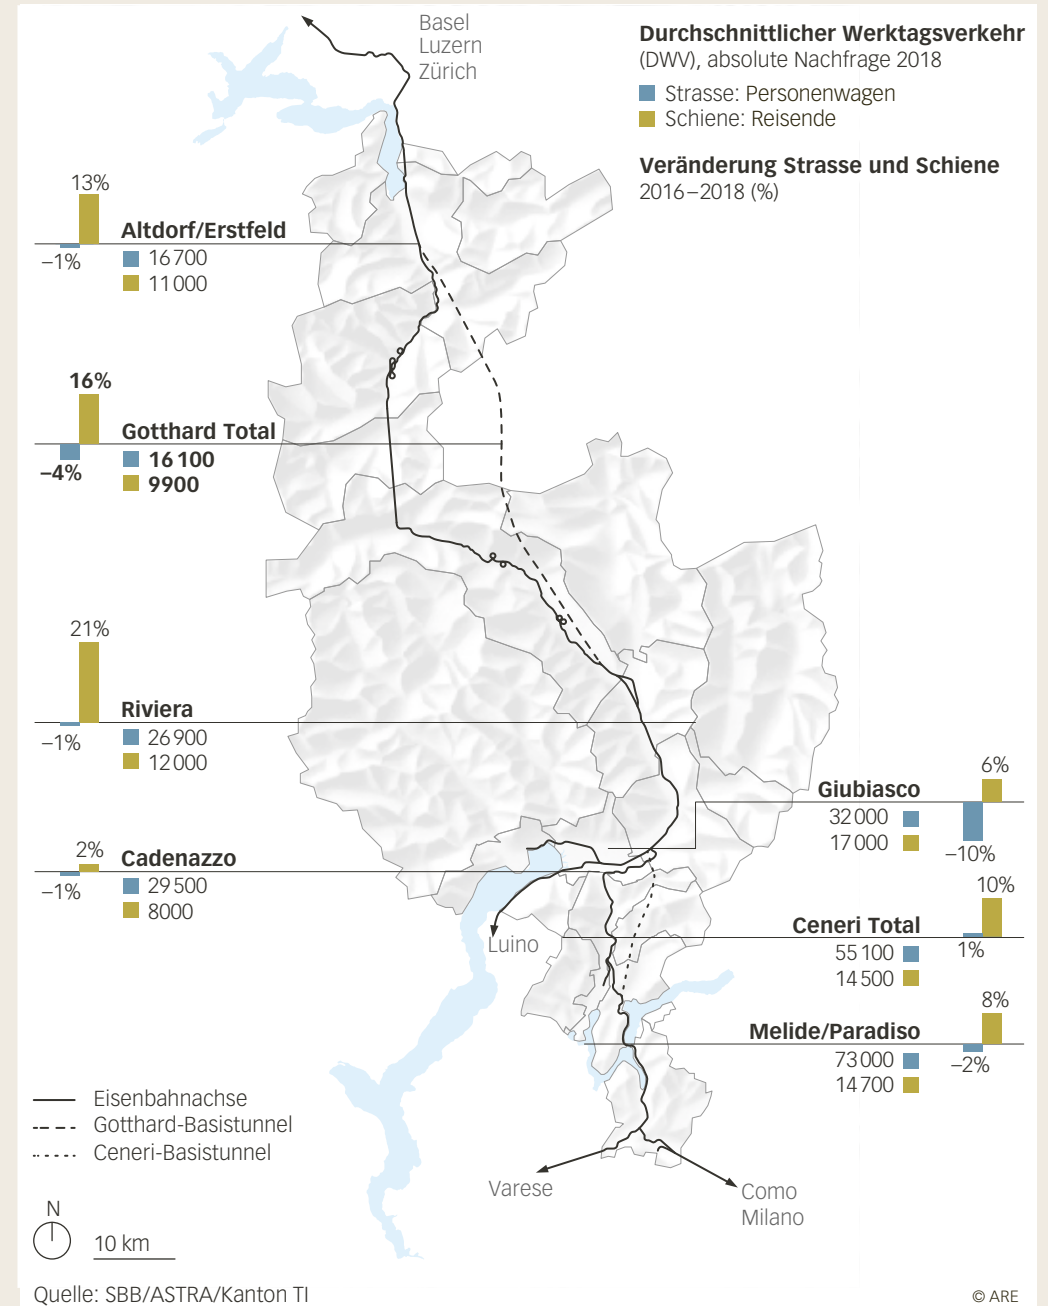 Basel
Luzern
Zürich
Durchschnittlicher Werktagsverkehr
(DWV), absolute Nachfrage 2018
Strasse: Personenwagen
Schiene: Reisende
Veränderung Strasse und Schiene
2016–2018 (%)
13%
Altdorf/Erstfeld
–1%
16 700
11 000
16%
Gotthard Total
–4%
16 100
9900
21%
Riviera
–1%
26 900
12 000
2%
Cadenazzo
–1%
29 500
8000
6%
Giubiasco
32 000
17 000
–10%
10%
Ceneri Total
55 100
1%
14 500
8%
Melide/Paradiso
73 000
–2%
14 700
Luino
Eisenbahnachse
Gotthard-Basistunnel
Ceneri-Basistunnel
Varese
Como
Milano
N
10 km
Quelle: SBB/ASTRA/Kanton TI
© ARE